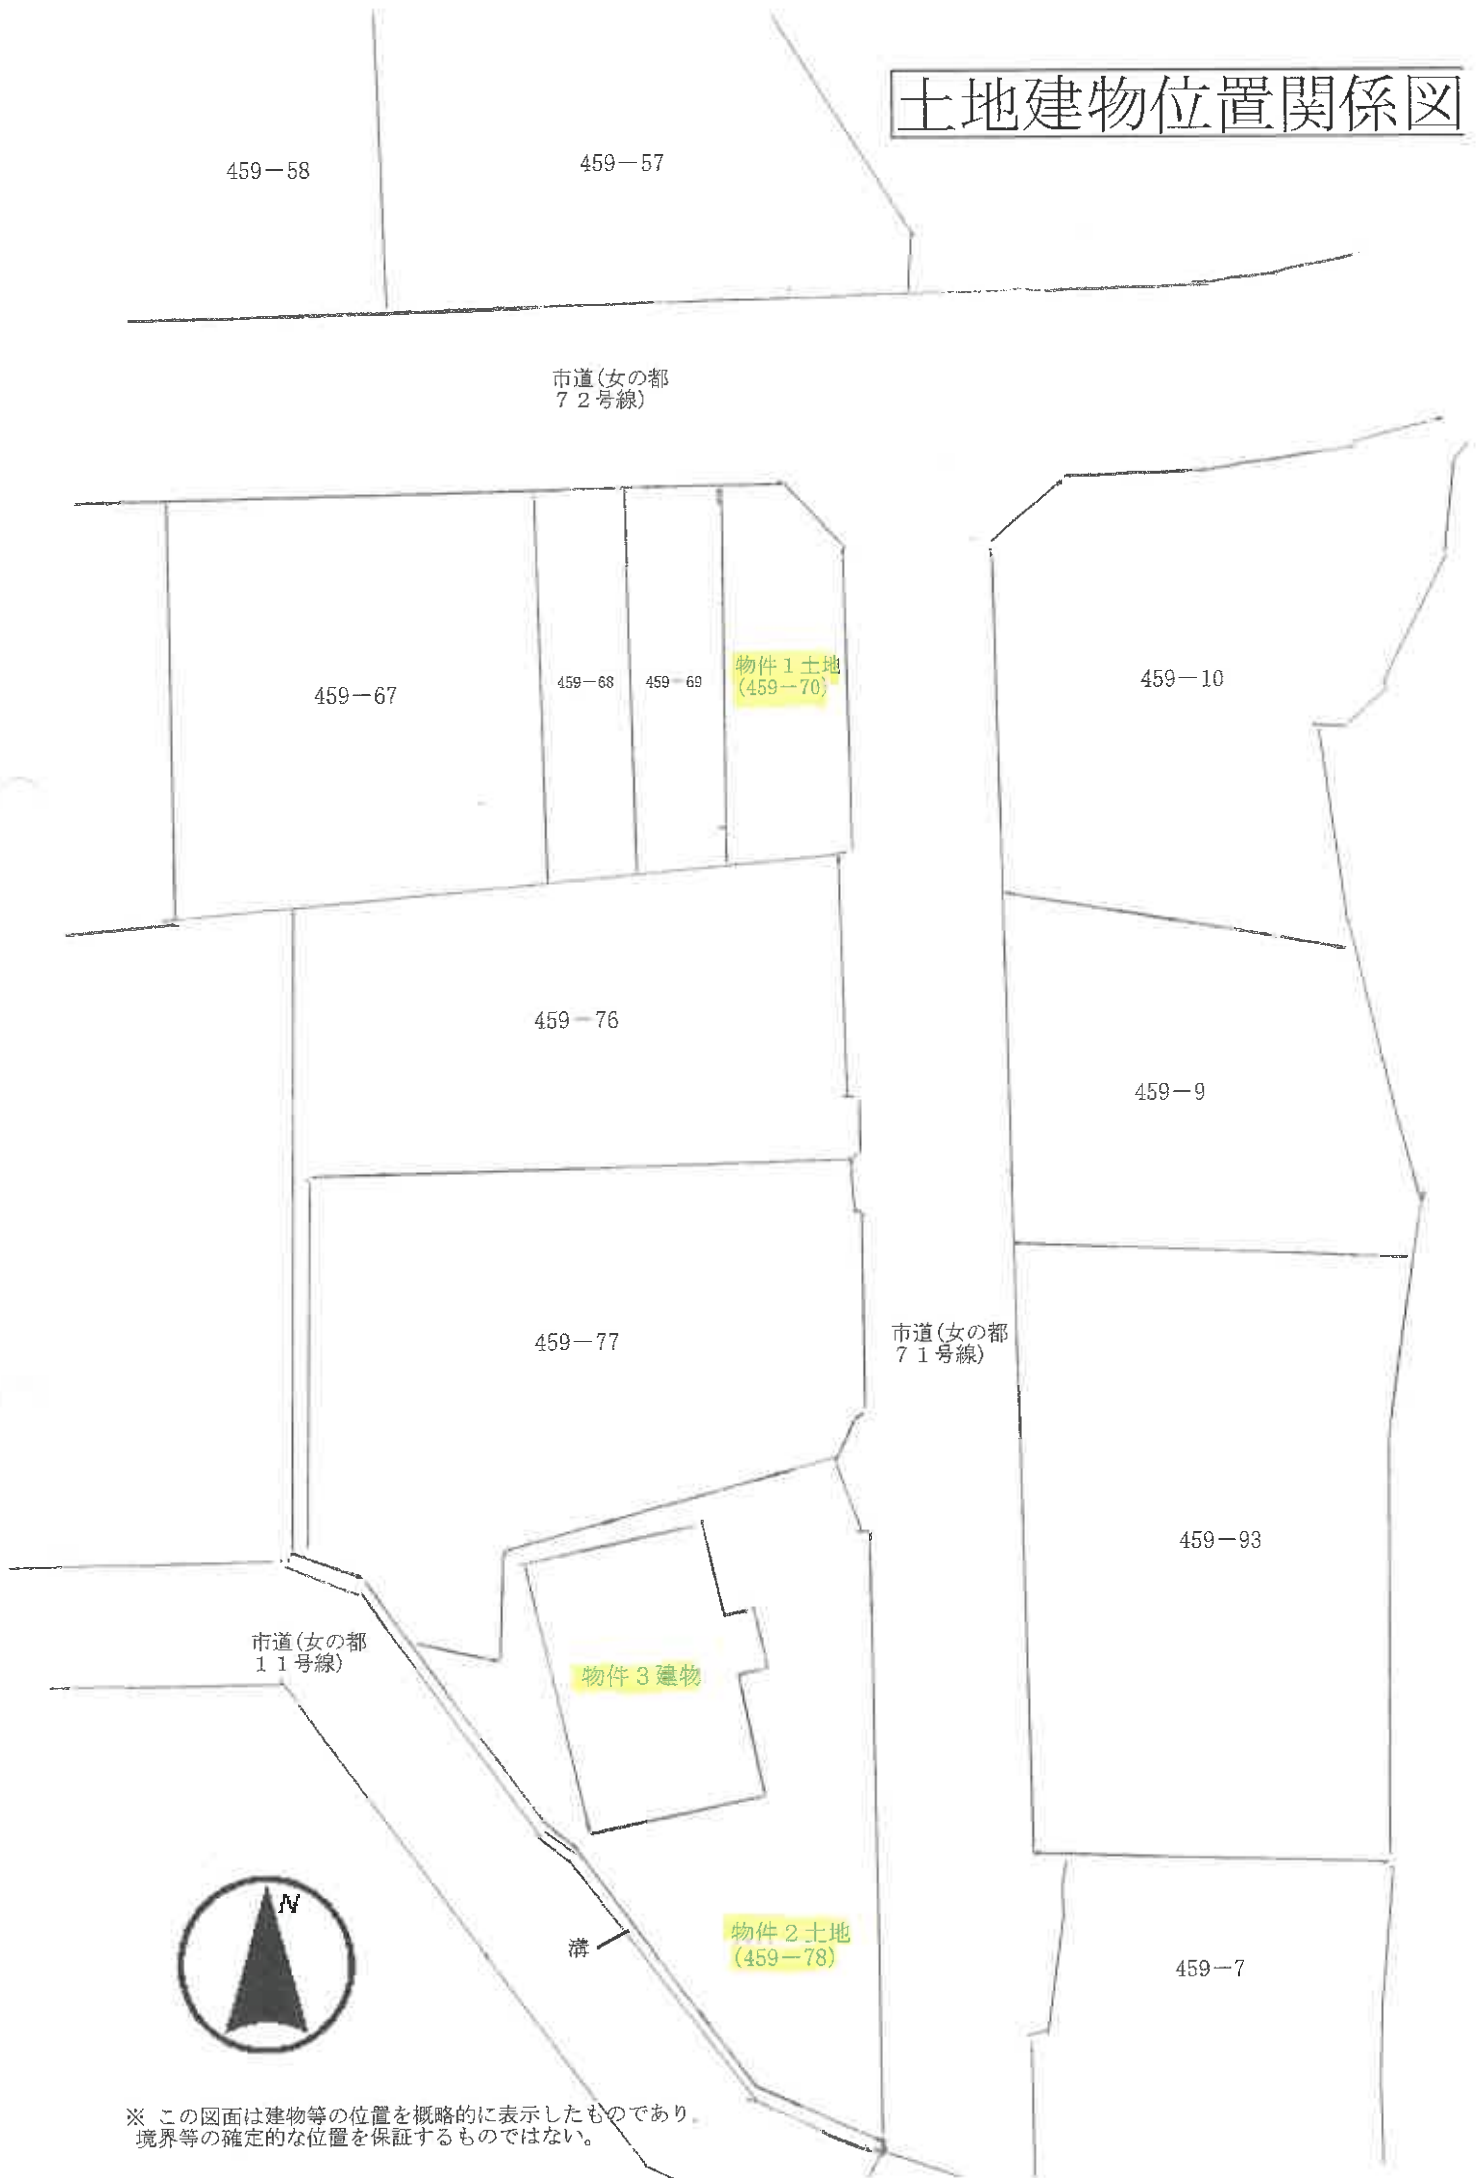 土地建物位置関係図
459－58
459－57
市道(女の都
７２号線)
459－67
459－68
459－69
物件１土地
(459－70)
459－10
459－76
459－9
459－77
市道(女の都
７１号線)
459－93
市道(女の都
１１号線)
物件３建物
N
溝
物件２土地
(459－78)
459－7
※ この図面は建物等の位置を概略的に表示したものであり、
境界等の確定的な位置を保証するものではない。